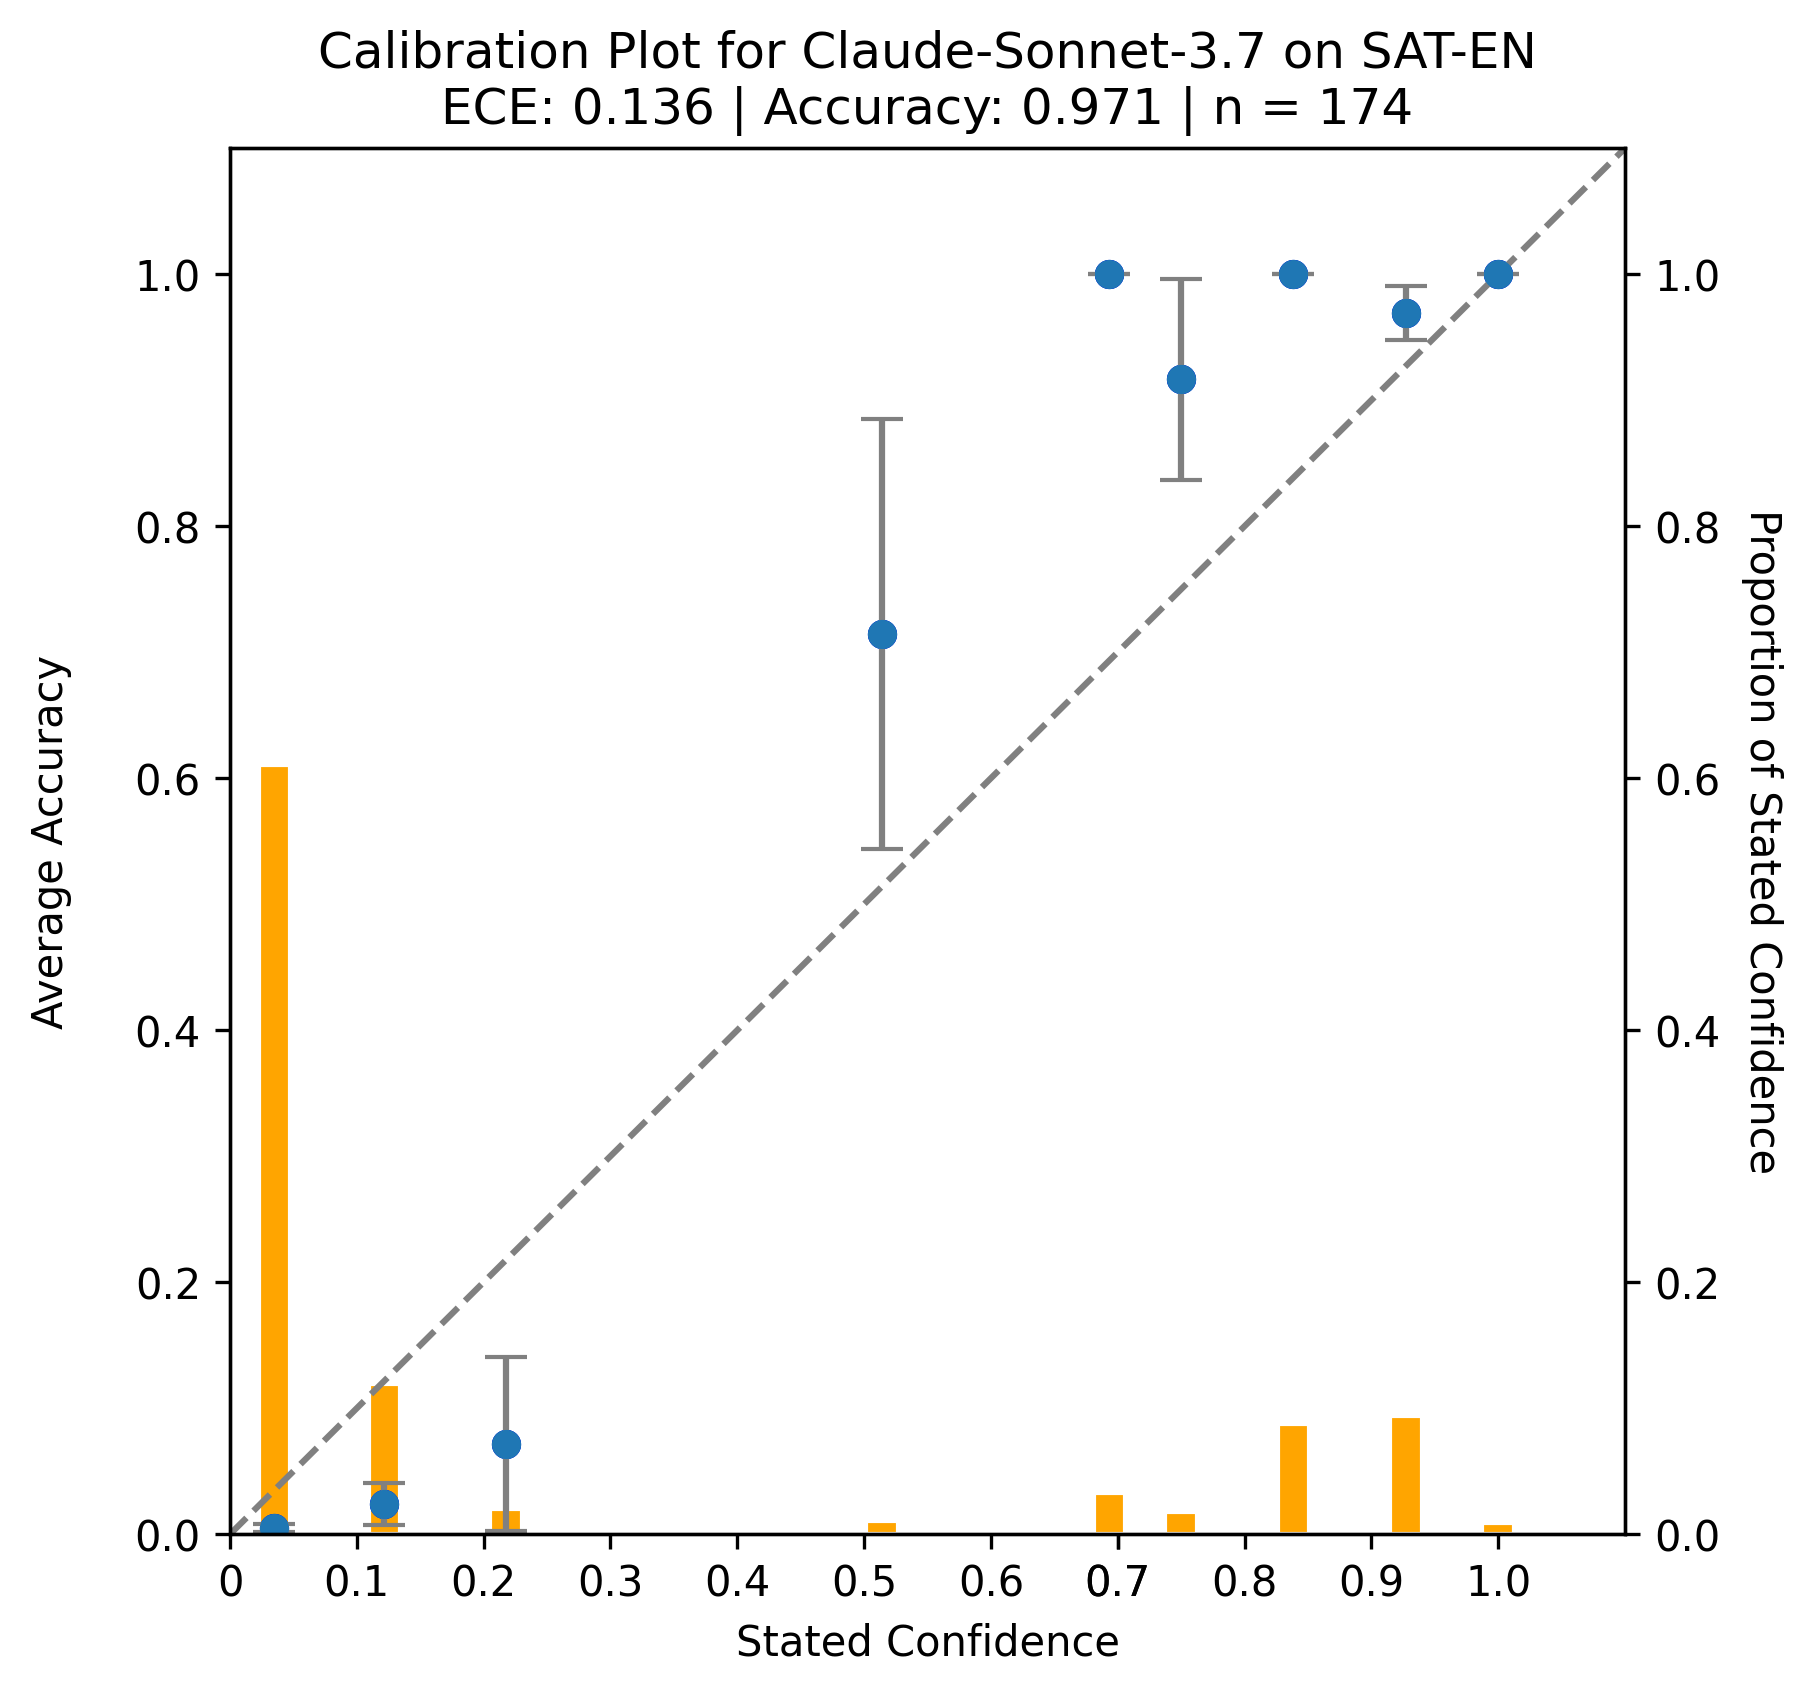 Calibration Plot for Claude-Sonnet-3.7 on SAT-EN
ECE: 0.136 | Accuracy: 0.971 | n = 174
Average Accuracy
1.0
0.8
0.6
0.4
0.2
0.0
0 0.1 0.2 0.3 0.4 0.5 0.6 0.7 0.8 0.9 1.0
Stated Confidence
1.0
0.8
0.6
0.4
0.2
0.0
Proportion of Stated Confidence